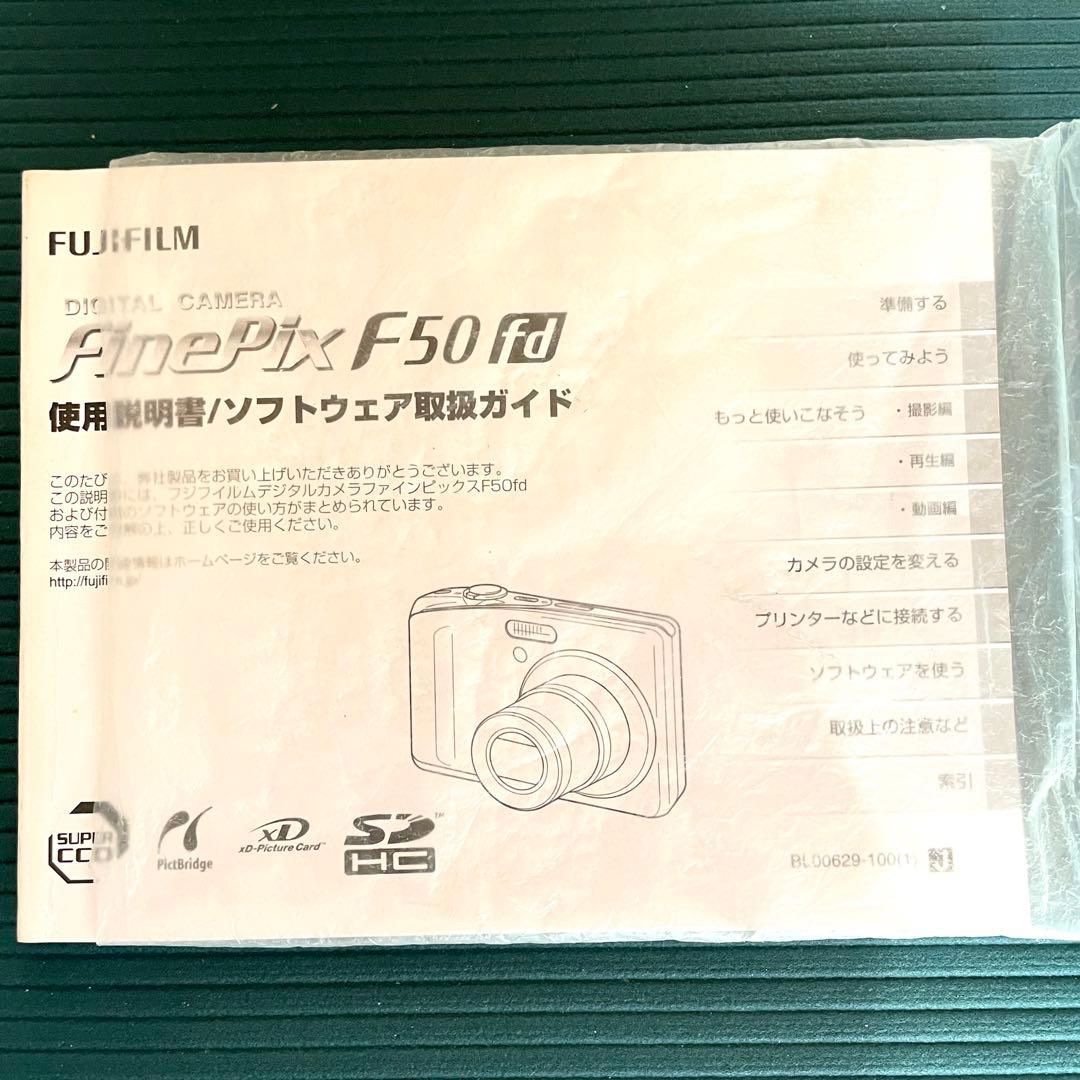 FUJIFILM
DIGITAL CAMERA
FinePix F50fd
使用説明書/ソフトウェア取扱ガイド
このたびは、弊社製品をお買い上げいただきありがとうございます。
この説明書には、フジフイルムデジタルカメラファインピックスF50fd
および付属のソフトウェアの使い方がまとめられています。
内容をご理解の上、正しくご使用ください。
本製品の関連情報はホームページをご覧ください。
http://fujifilm.jp/
準備する
使ってみよう
もっと使いこなそう ・撮影編
・再生編
・動画編
カメラの設定を変える
プリンターなどに接続する
ソフトウェアを使う
取扱上の注意など
索引
SUPER
CCD
PictBridge
xD
xD-Picture Card™
SD™
HC
BL00629-100(1)